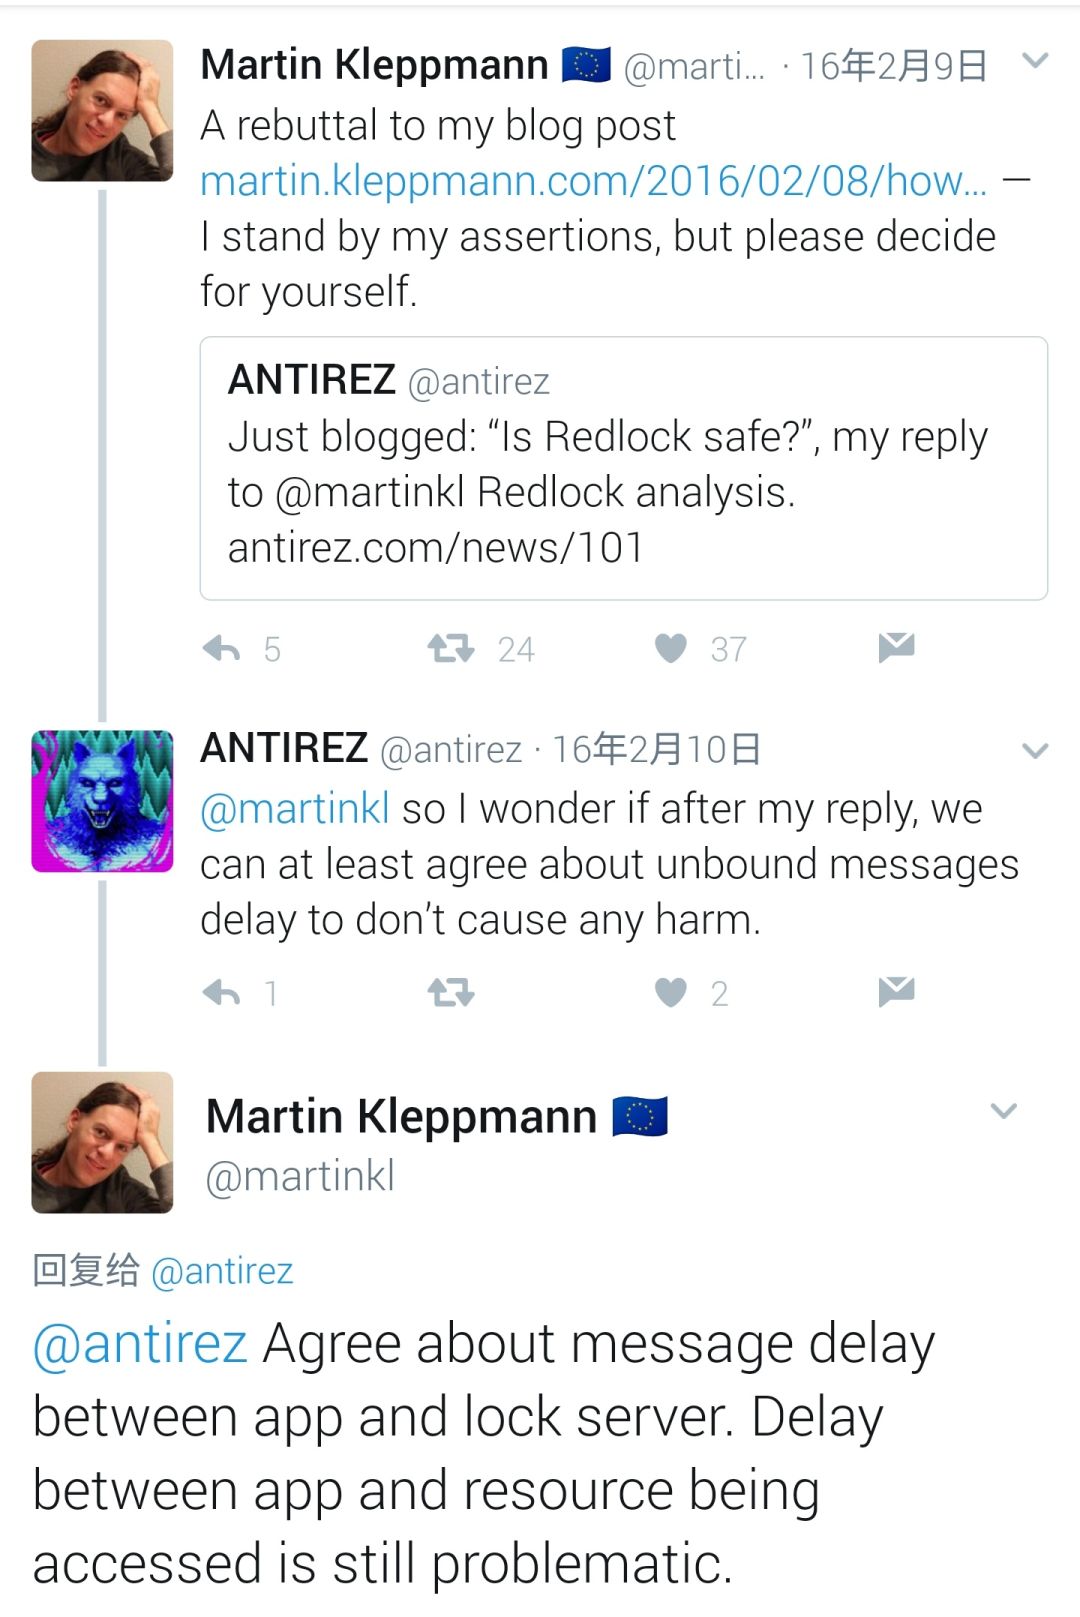 Martin Kleppmann 🇪🇺 @marti... · 16年2月9日
A rebuttal to my blog post
martin.kleppmann.com/2016/02/08/how... —
I stand by my assertions, but please decide
for yourself.
ANTIREZ @antirez
Just blogged: “Is Redlock safe?”, my reply
to @martinkl Redlock analysis.
antirez.com/news/101
5 24 37
ANTIREZ @antirez · 16年2月10日
@martinkl so I wonder if after my reply, we
can at least agree about unbound messages
delay to don’t cause any harm.
1 2
Martin Kleppmann 🇪🇺
@martinkl
回复给 @antirez
@antirez Agree about message delay
between app and lock server. Delay
between app and resource being
accessed is still problematic.